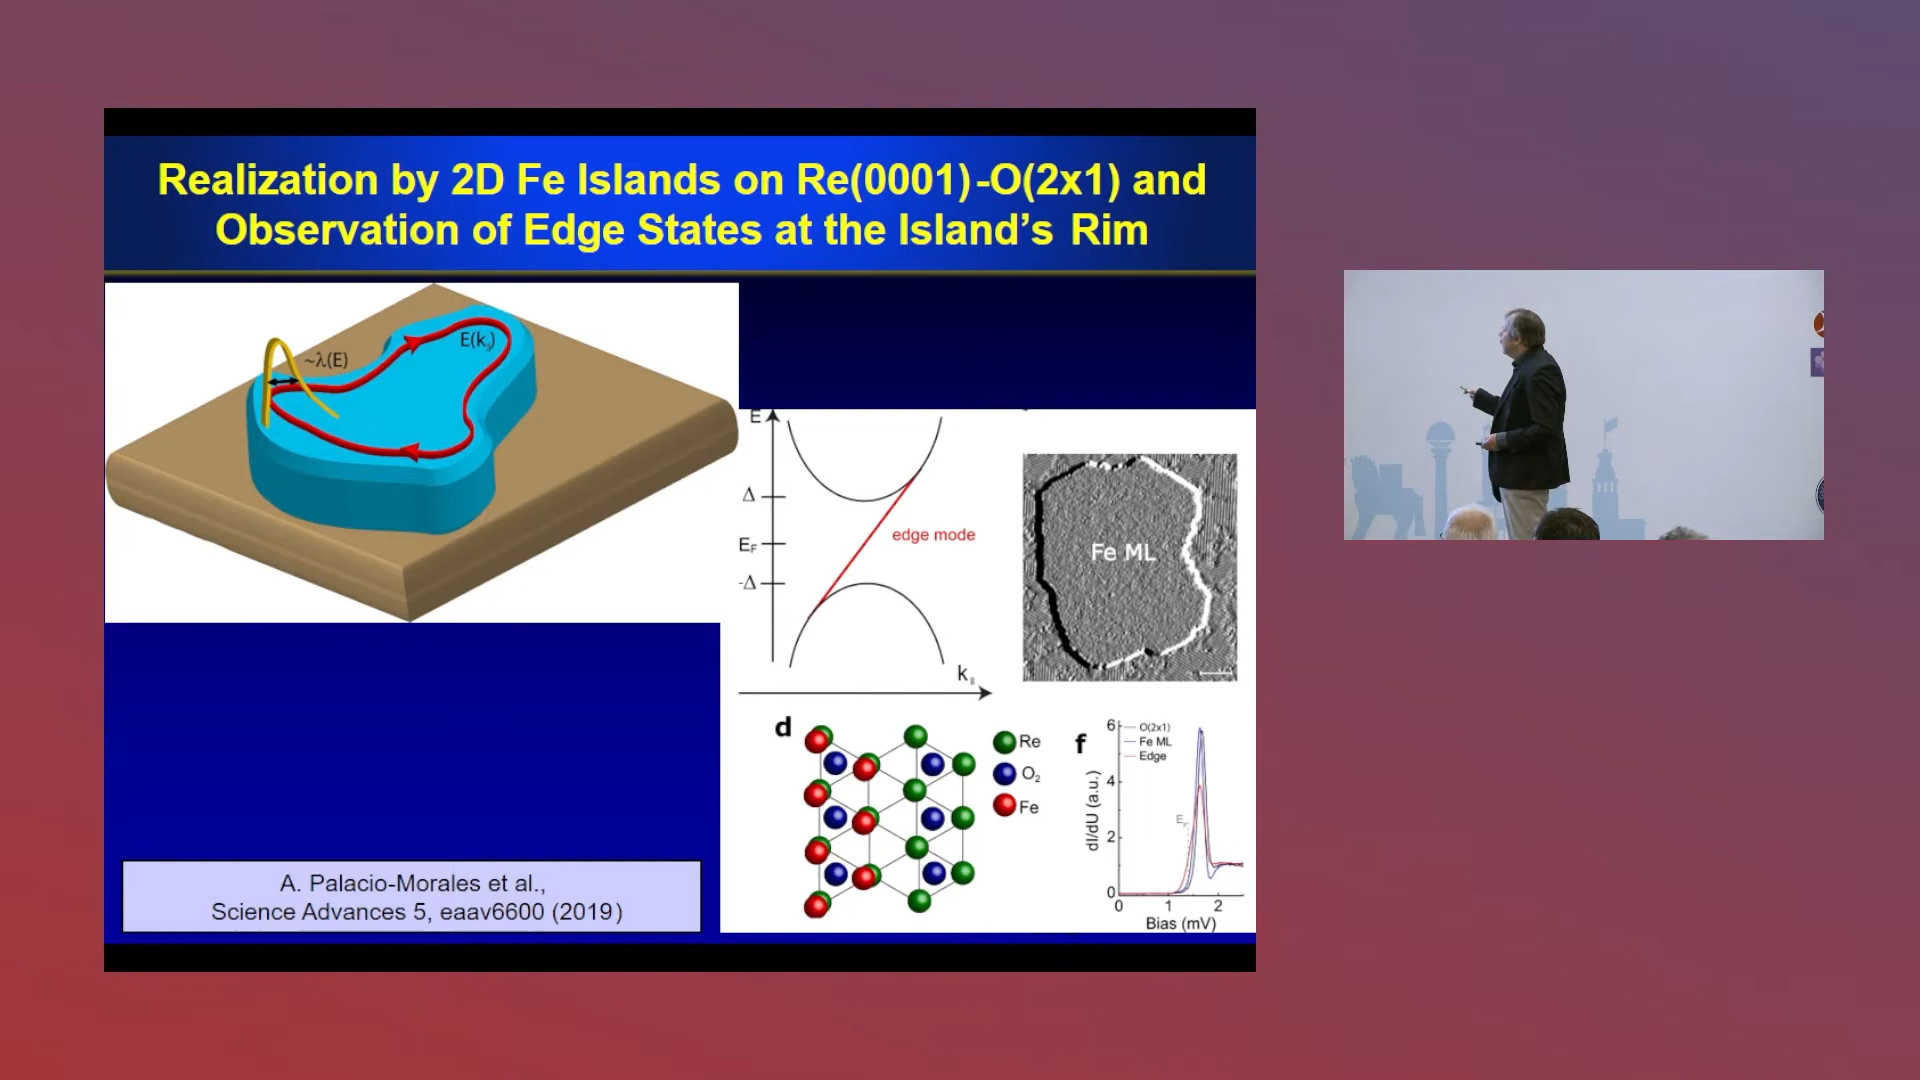 Realization by 2D Fe Islands on Re(0001)-O(2x1) and
Observation of Edge States at the Island's Rim
~λ(E)
E
Δ
E_F
-Δ
edge mode
k_∥
Fe ML
d
Re
O₂
Fe
f
6
4
2
0
dI/dU (a.u.)
O(2x1)
Fe ML
Edge
0 1 2
Bias (mV)
A. Palacio-Morales et al.,
Science Advances 5, eaav6600 (2019)